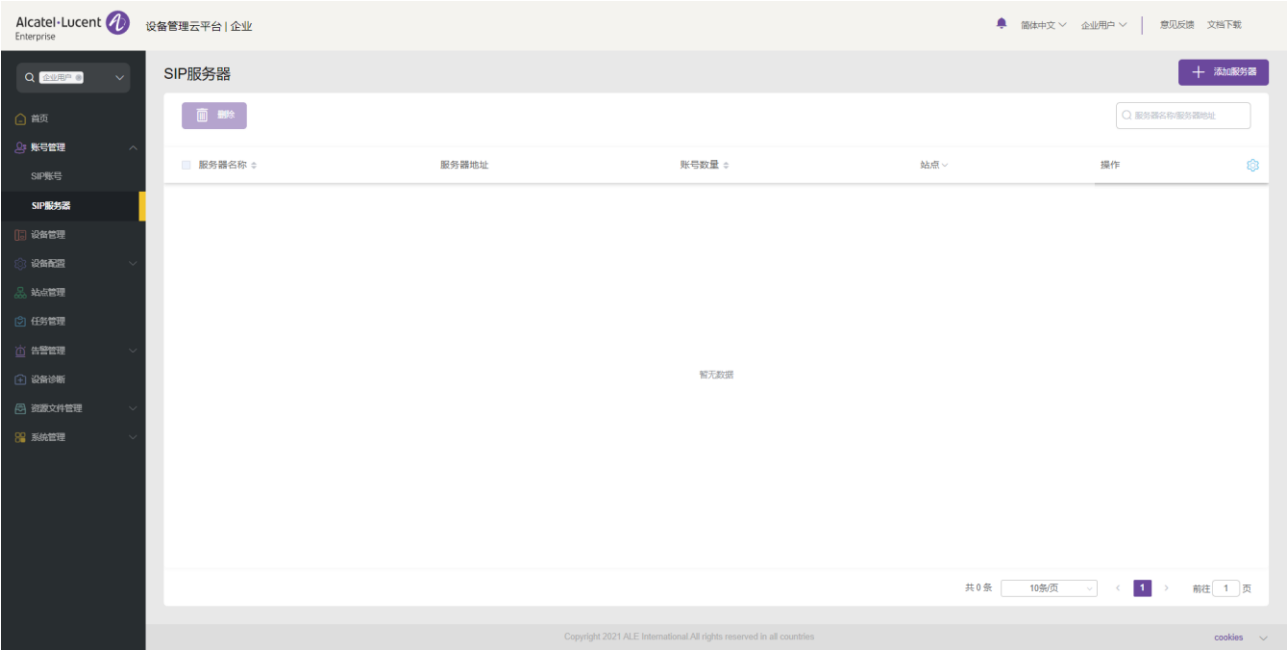 Alcatel·Lucent
Enterprise
设备管理云平台 | 企业
简体中文
企业用户
意见反馈
文档下载
企业用户
首页
账号管理
SIP账号
SIP服务器
设备管理
设备配置
站点管理
任务管理
告警管理
设备诊断
资源文件管理
系统管理
SIP服务器
添加服务器
删除
服务器名称/服务器地址
服务器名称 服务器地址 账号数量 站点 操作
暂无数据
共 0 条 10条/页 1 前往 1 页
Copyright 2021 ALE International All rights reserved in all countries
cookies